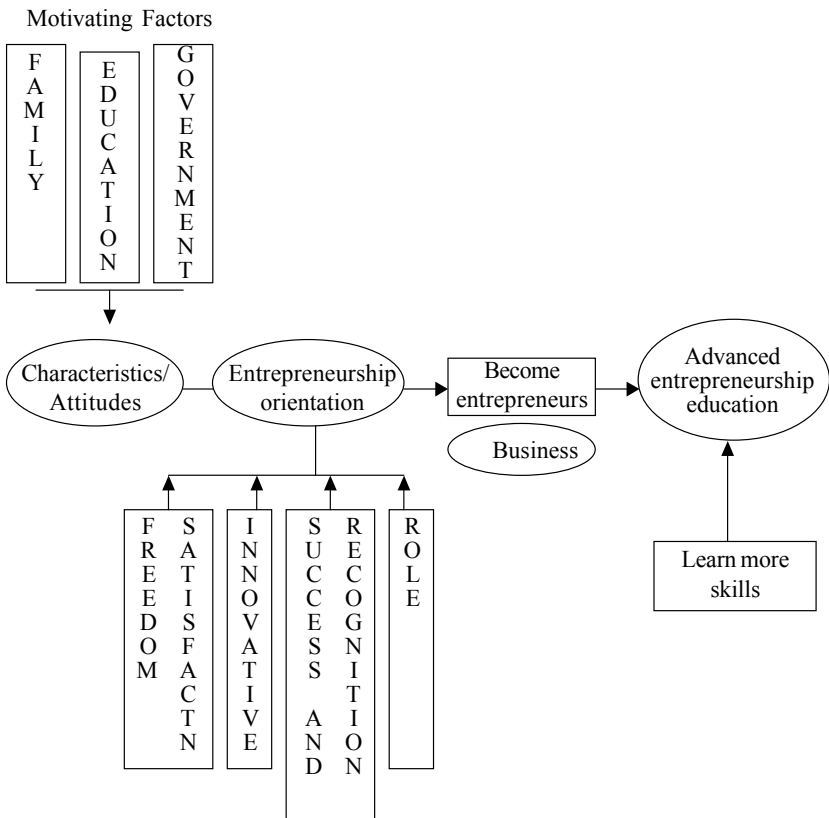 Motivating Factors
FAMILY
EDUCATION
GOVERNMENT
Characteristics/
Attitudes
Entrepreneurship
orientation
Become
entrepreneurs
Business
Advanced
entrepreneurship
education
Learn more
skills
FREEDOM
SATISFACTN
INNOVATIVE
SUCCESS AND
RECOGNITION
ROLE